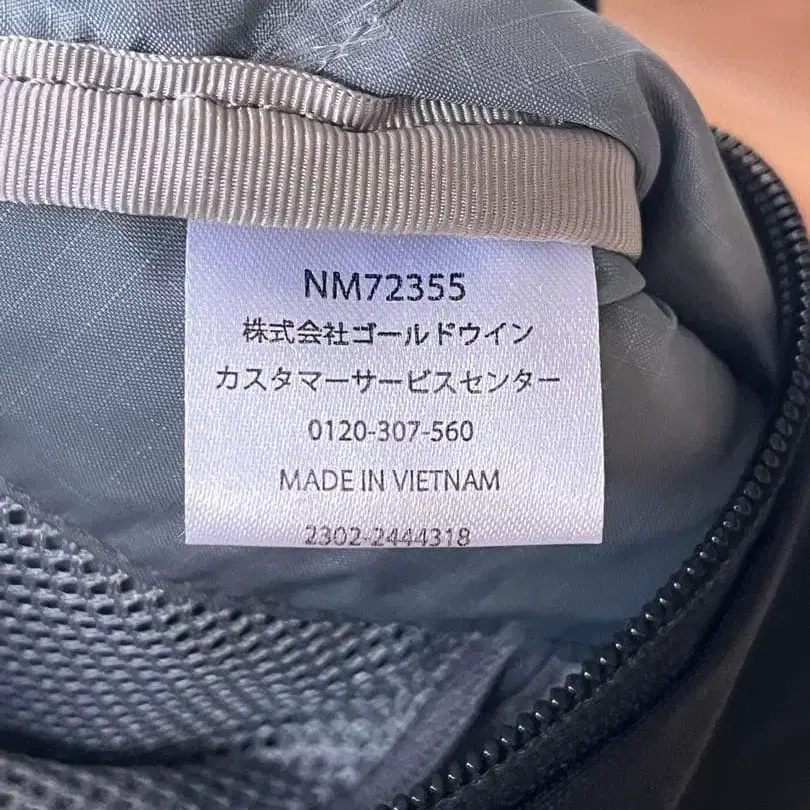 NM72355
株式会社ゴールドウイン
カスタマーサービスセンター
0120-307-560
MADE IN VIETNAM
2302-2444318